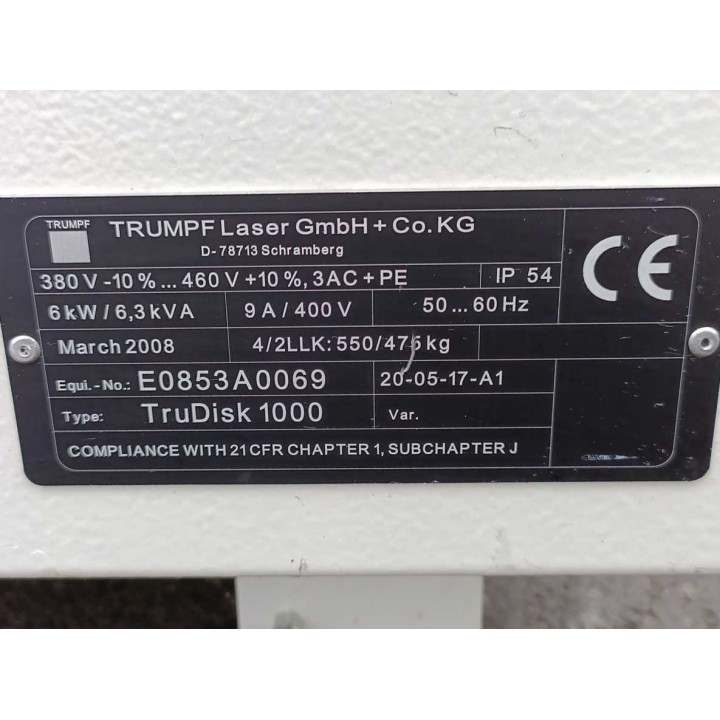 TRUMPF
TRUMPF Laser GmbH + Co. KG
D-78713 Schramberg
380 V -10 % ... 460 V +10 %, 3AC + PE IP 54
6 kW / 6,3 kVA 9 A / 400 V 50 ... 60 Hz
March 2008 4/2LLK: 550/475 kg
Equi.-No.: E0853A0069 20-05-17-A1
Type: TruDisk 1000 Var.
COMPLIANCE WITH 21 CFR CHAPTER 1, SUBCHAPTER J
CE